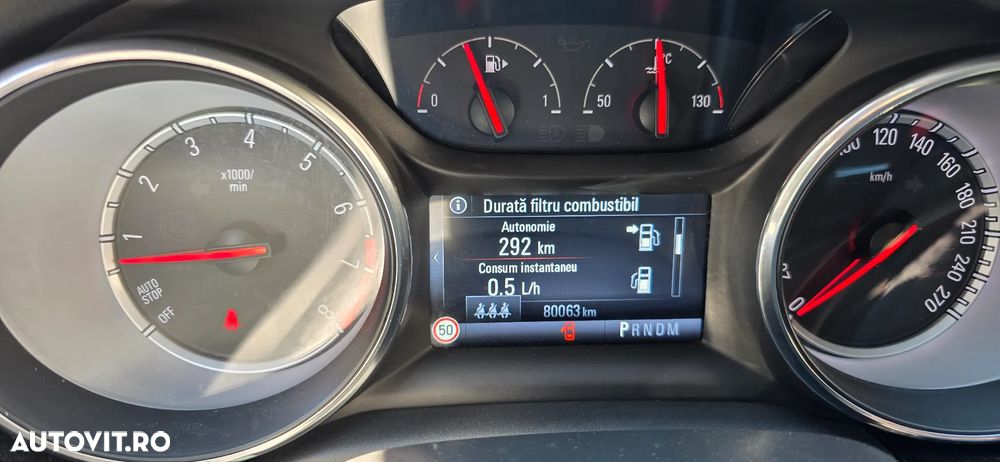 °C
0 1 50 130
1 2 3 4 5 6 7 8
x1000/
min
AUTO
STOP
OFF
Durată filtru combustibil
Autonomie
292 km
Consum instantaneu
0.5 L/h
80063 km
50
PRNDM
0 120 140 160 180 210 240 270
km/h
AUTOVIT.RO